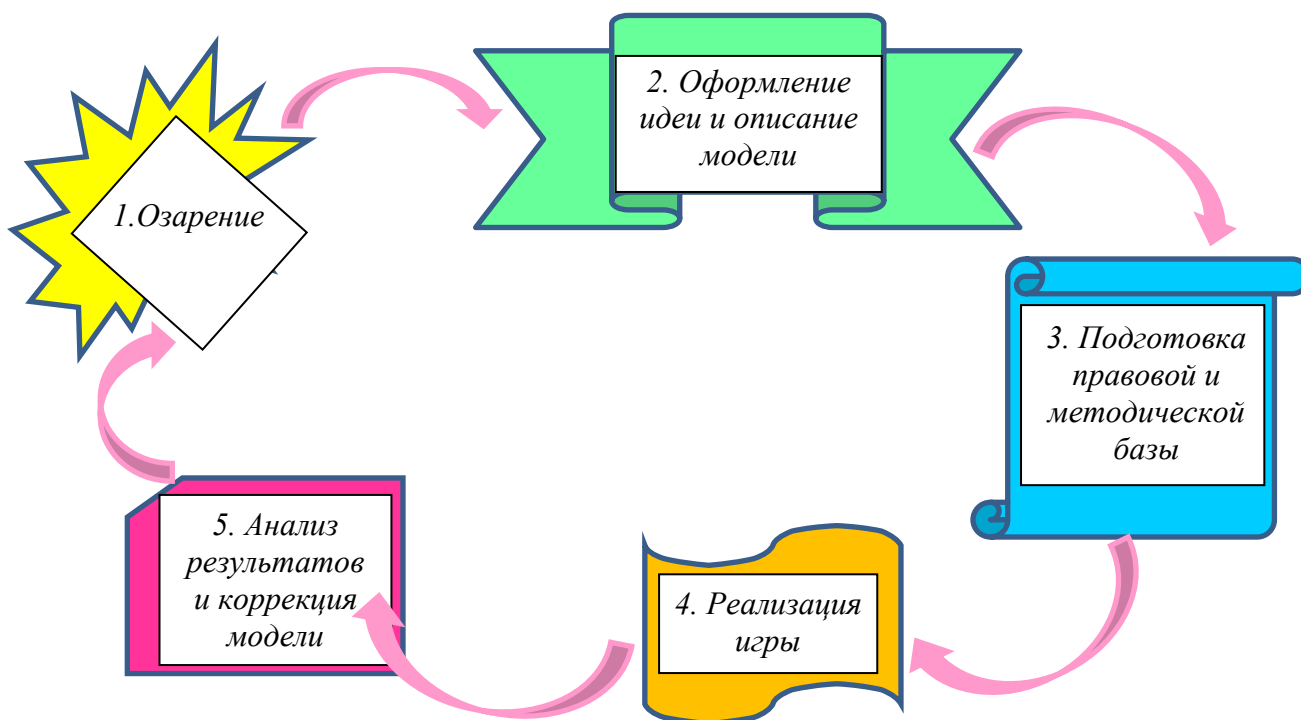 1.Озарение
2. Оформление
идеи и описание
модели
3. Подготовка
правовой и
методической
базы
4. Реализация
игры
5. Анализ
результатов
и коррекция
модели